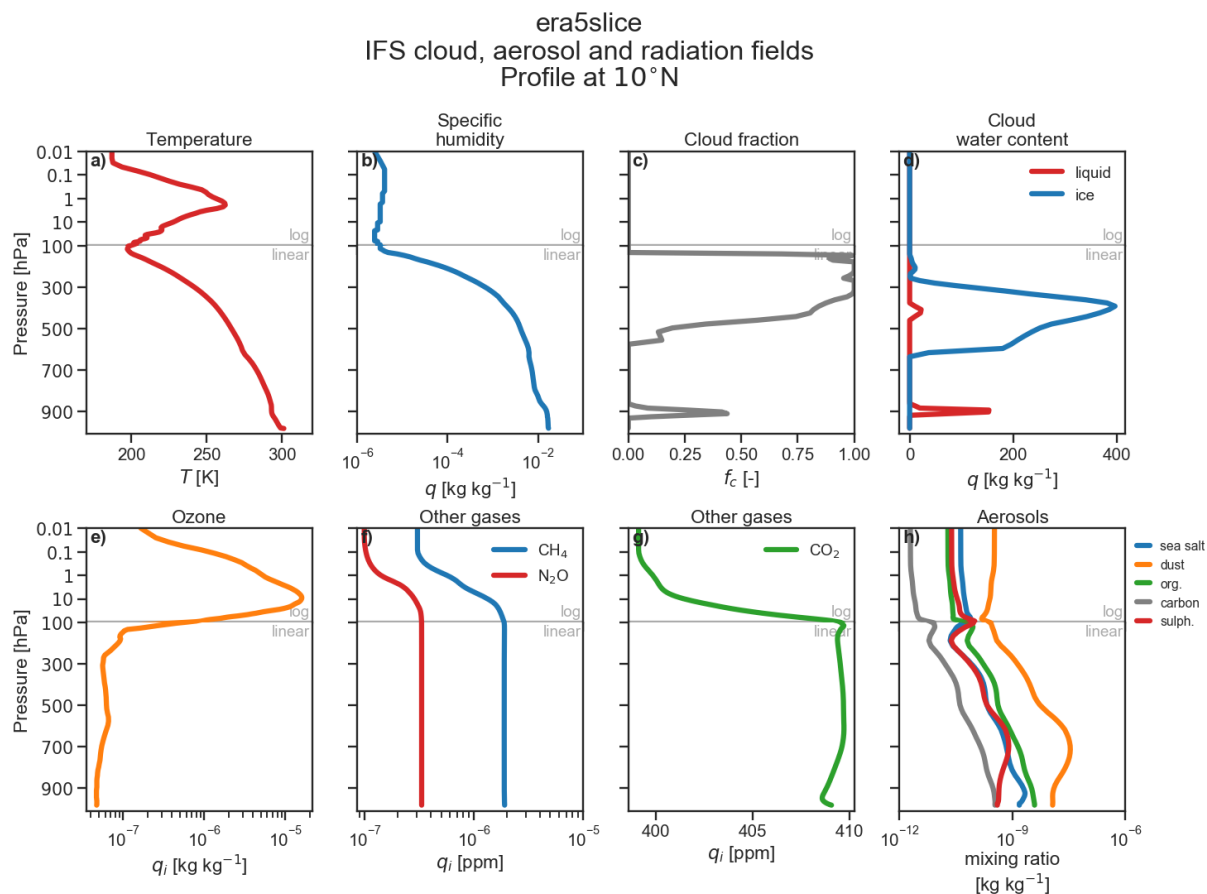 era5slice
IFS cloud, aerosol and radiation fields
Profile at 10°N
Temperature
a)
0.01
0.1
1
10
100
300
500
700
900
Pressure [hPa]
log
linear
200 250 300
T [K]
Specific
humidity
b)
log
linear
10⁻⁶ 10⁻⁴ 10⁻²
q [kg kg⁻¹]
Cloud fraction
c)
log
linear
0.00 0.25 0.50 0.75 1.00
f_c [-]
Cloud
water content
d)
liquid
ice
log
linear
0 200 400
q [kg kg⁻¹]
Ozone
e)
0.01
0.1
1
10
100
300
500
700
900
Pressure [hPa]
log
linear
10⁻⁷ 10⁻⁶ 10⁻⁵
q_i [kg kg⁻¹]
Other gases
f)
CH₄
N₂O
log
linear
10⁻⁷ 10⁻⁶ 10⁻⁵
q_i [ppm]
Other gases
g)
CO₂
log
linear
400 405 410
q_i [ppm]
Aerosols
h)
sea salt
dust
org.
carbon
sulph.
log
linear
10⁻¹² 10⁻⁹ 10⁻⁶
mixing ratio
[kg kg⁻¹]